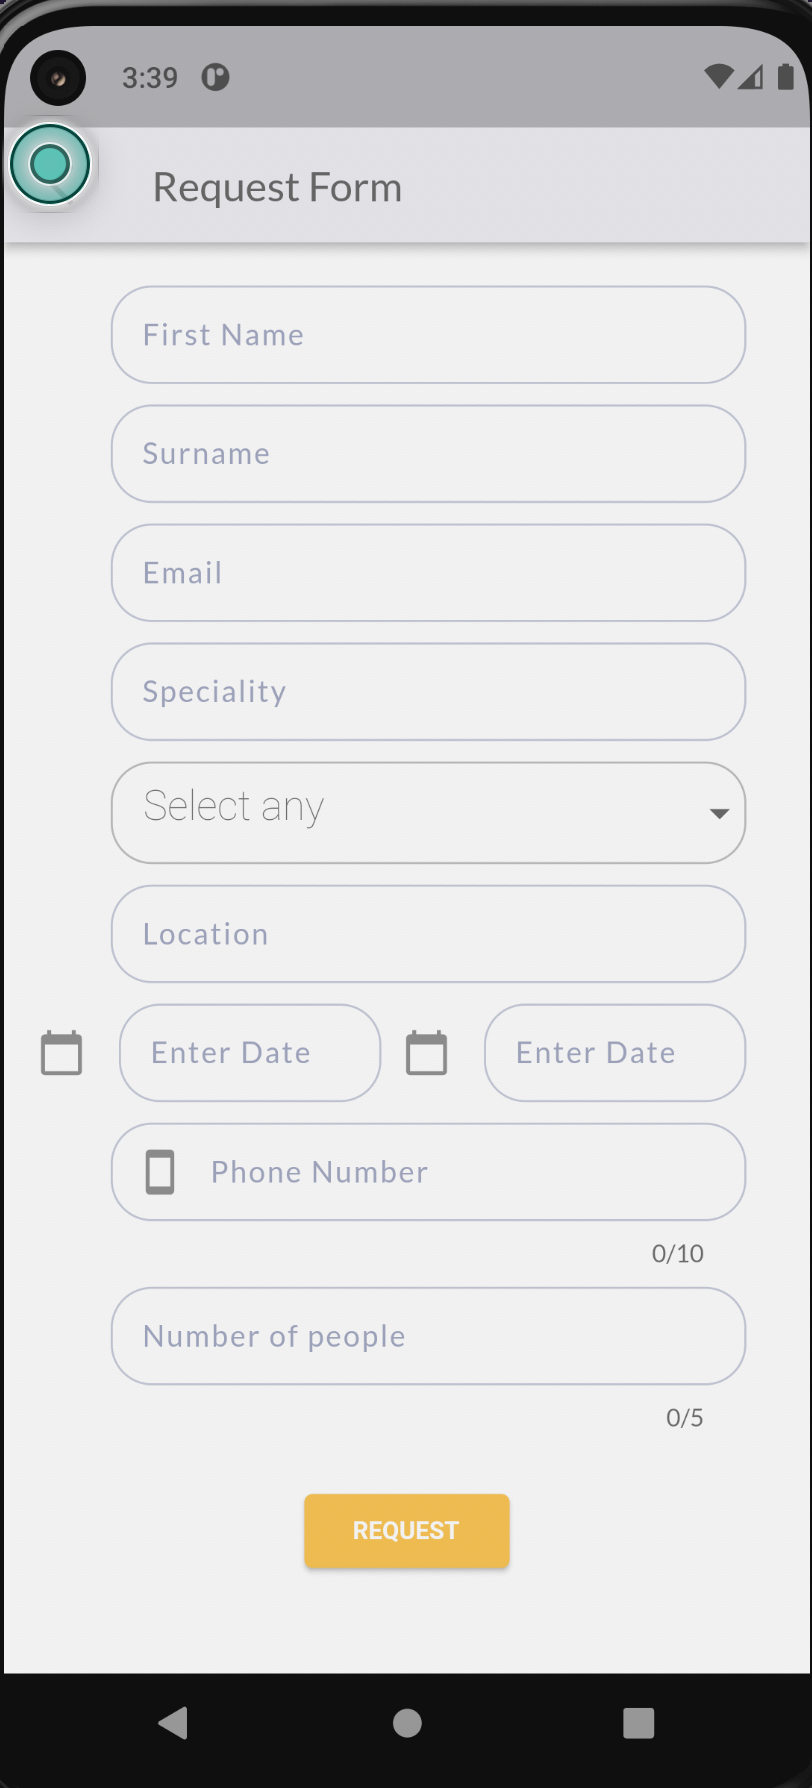 3:39
Request Form
First Name
Surname
Email
Speciality
Select any
Location
Enter Date Enter Date
Phone Number
0/10
Number of people
0/5
REQUEST